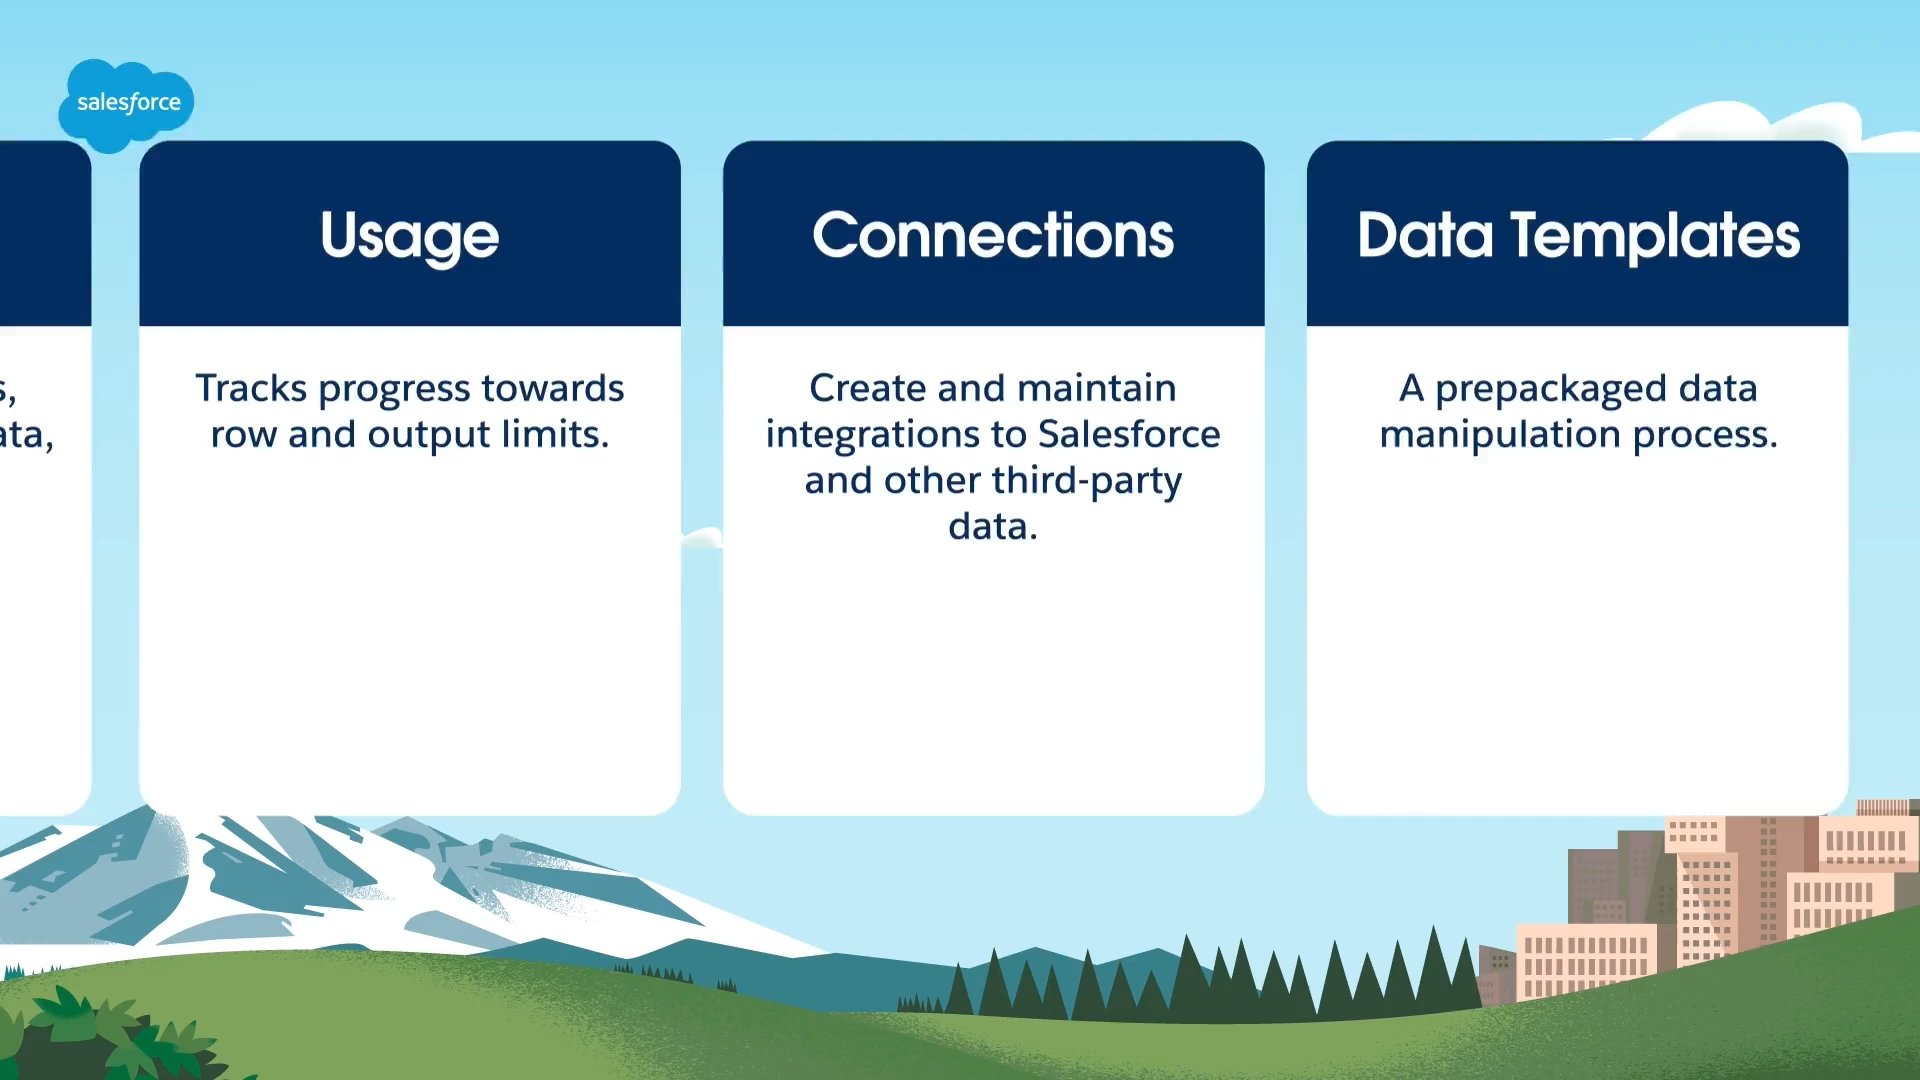 salesforce
s,
ata,
Usage
Tracks progress towards
row and output limits.
Connections
Create and maintain
integrations to Salesforce
and other third-party
data.
Data Templates
A prepackaged data
manipulation process.